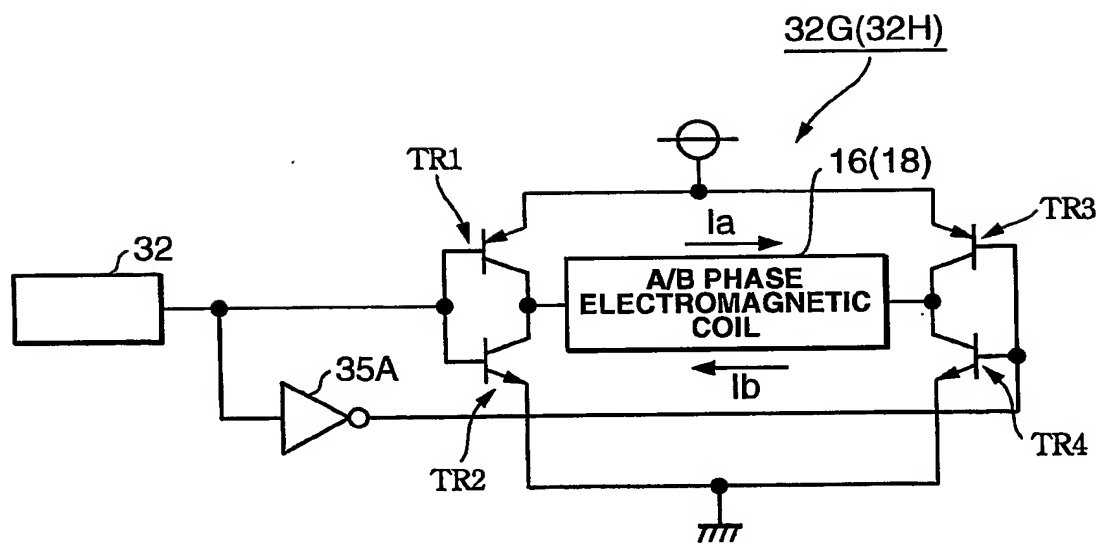 32G(32H)
TR1
16(18)
TR3
Ia
32
A/B PHASE
ELECTROMAGNETIC
COIL
35A
Ib
TR2
TR4